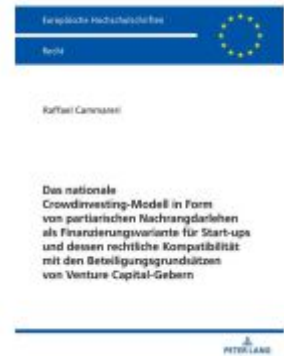 Europäische Hochschulschriften
Recht
Raffael Cammareri
Das nationale
Crowdinvesting-Modell in Form
von partiarischen Nachrangdarlehen
als Finanzierungsvariante für Start-ups
und dessen rechtliche Kompatibilität
mit den Beteiligungsgrundsätzen
von Venture Capital-Gebern
PETER LANG